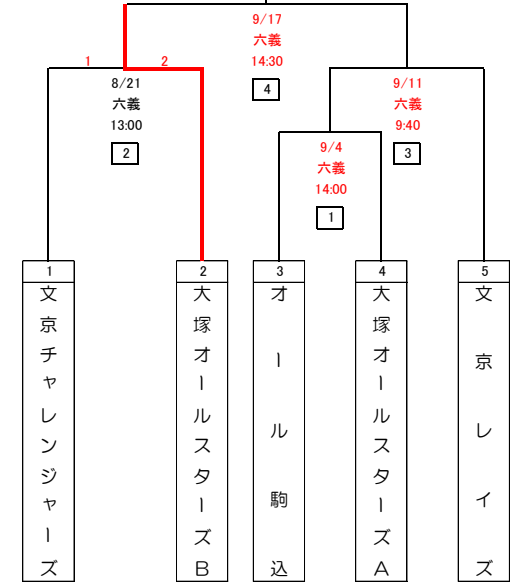 9/17
六義
14:30
4
1
2
8/21
六義
13:00
2
9/11
六義
9:40
3
9/4
六義
14:00
1
1
文京チャレンジャーズ
2
大塚オールスターズB
3
オール駒込
4
大塚オールスターズA
5
文京レイズ